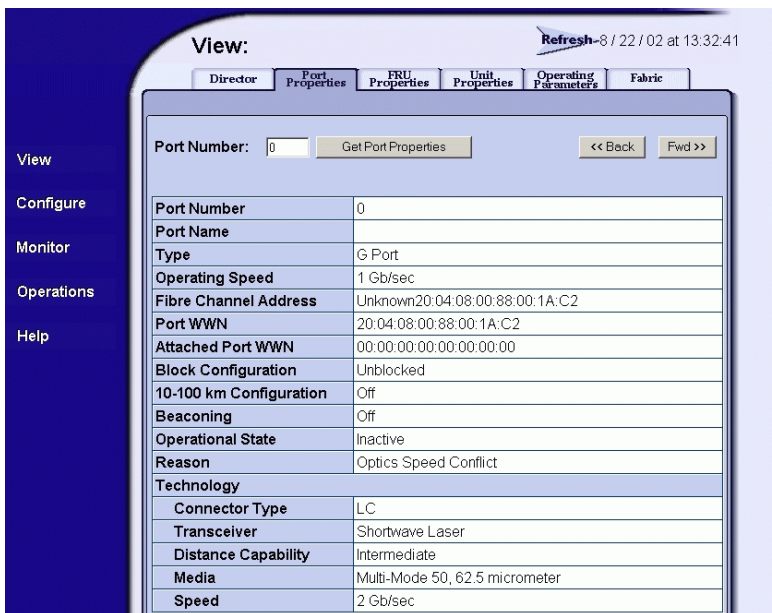 View:
Refresh-8 / 22 / 02 at 13:32:41
Director
Port Properties
FRU Properties
Unit Properties
Operating Parameters
Fabric
View
Configure
Monitor
Operations
Help
Port Number: 0 Get Port Properties << Back Fwd >>
Port Number 0
Port Name
Type G Port
Operating Speed 1 Gb/sec
Fibre Channel Address Unknown20:04:08:00:88:00:1A:C2
Port WWN 20:04:08:00:88:00:1A:C2
Attached Port WWN 00:00:00:00:00:00:00:00
Block Configuration Unblocked
10-100 km Configuration Off
Beaconing Off
Operational State Inactive
Reason Optics Speed Conflict
Technology
Connector Type LC
Transceiver Shortwave Laser
Distance Capability Intermediate
Media Multi-Mode 50, 62.5 micrometer
Speed 2 Gb/sec